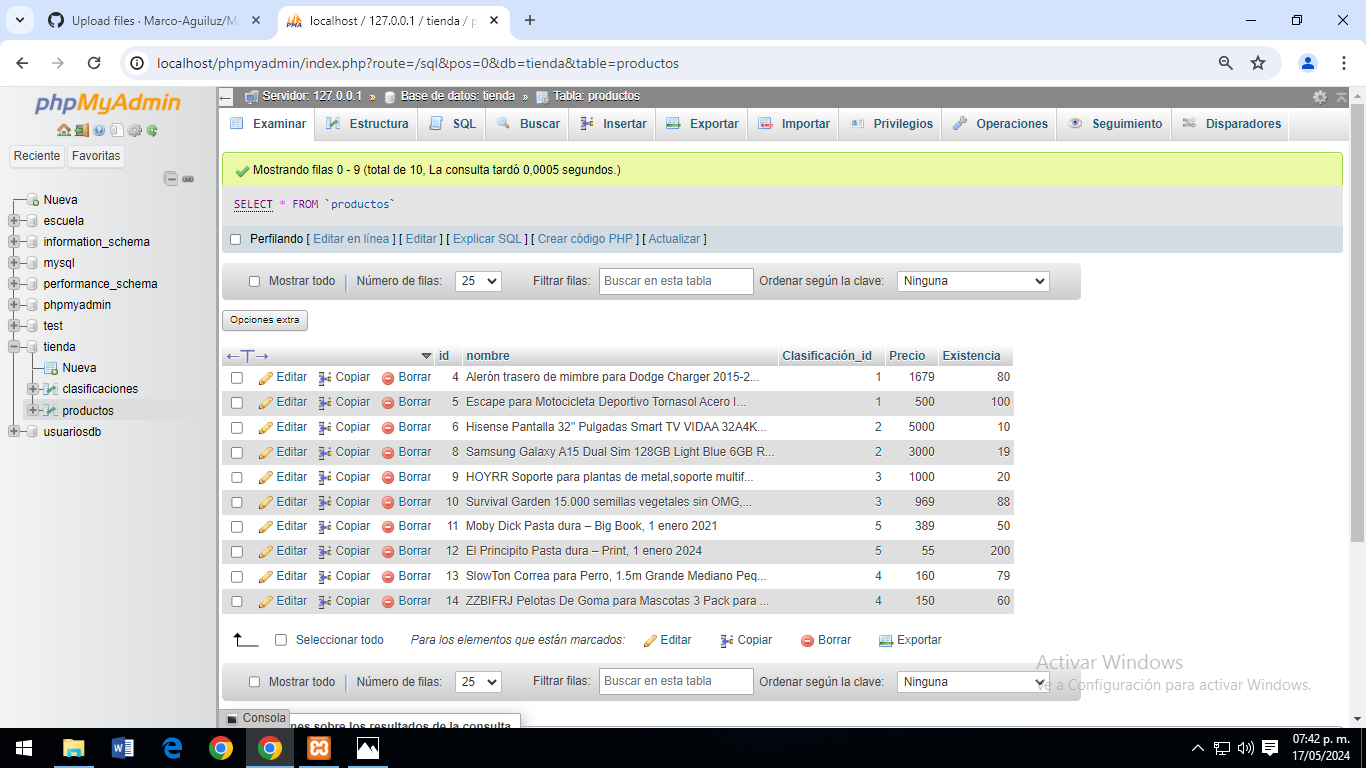 Upload files · Marco-Aguiluz/M
localhost / 127.0.0.1 / tienda / p
localhost/phpmyadmin/index.php?route=/sql&pos=0&db=tienda&table=productos
phpMyAdmin
Reciente Favoritas
Nueva
escuela
information_schema
mysql
performance_schema
phpmyadmin
test
tienda
Nueva
clasificaciones
productos
usuariosdb
Servidor: 127.0.0.1 » Base de datos: tienda » Tabla: productos
Examinar Estructura SQL Buscar Insertar Exportar Importar Privilegios Operaciones Seguimiento Disparadores
Mostrando filas 0 - 9 (total de 10, La consulta tardó 0,0005 segundos.)
SELECT * FROM `productos`
Perfilando [ Editar en línea ] [ Editar ] [ Explicar SQL ] [ Crear código PHP ] [ Actualizar ]
Mostrar todo Número de filas: 25 Filtrar filas: Buscar en esta tabla Ordenar según la clave: Ninguna
Opciones extra
←T→ id nombre Clasificación_id Precio Existencia
Editar Copiar Borrar 4 Alerón trasero de mimbre para Dodge Charger 2015-2... 1 1679 80
Editar Copiar Borrar 5 Escape para Motocicleta Deportivo Tornasol Acero I... 1 500 100
Editar Copiar Borrar 6 Hisense Pantalla 32" Pulgadas Smart TV VIDAA 32A4K... 2 5000 10
Editar Copiar Borrar 8 Samsung Galaxy A15 Dual Sim 128GB Light Blue 6GB R... 2 3000 19
Editar Copiar Borrar 9 HOYRR Soporte para plantas de metal,soporte multif... 3 1000 20
Editar Copiar Borrar 10 Survival Garden 15.000 semillas vegetales sin OMG,... 3 969 88
Editar Copiar Borrar 11 Moby Dick Pasta dura – Big Book, 1 enero 2021 5 389 50
Editar Copiar Borrar 12 El Principito Pasta dura – Print, 1 enero 2024 5 55 200
Editar Copiar Borrar 13 SlowTon Correa para Perro, 1.5m Grande Mediano Peq... 4 160 79
Editar Copiar Borrar 14 ZZBIFRJ Pelotas De Goma para Mascotas 3 Pack para ... 4 150 60
Seleccionar todo Para los elementos que están marcados: Editar Copiar Borrar Exportar
Mostrar todo Número de filas: 25 Filtrar filas: Buscar en esta tabla Ordenar según la clave: Ninguna
Activar Windows
Ve a Configuración para activar Windows.
Consola
nes sobre los resultados de la consulta
07:42 p. m.
17/05/2024